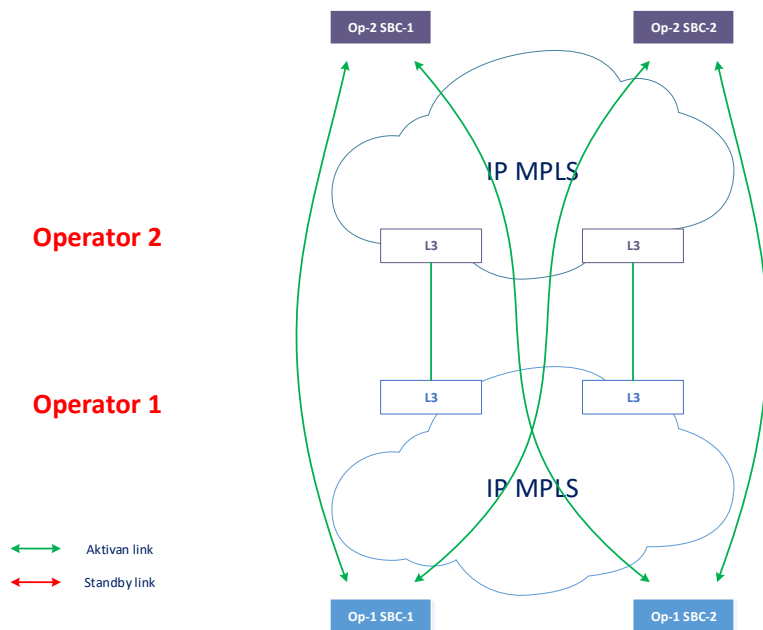 Op-2 SBC-1
Op-2 SBC-2
IP MPLS
Operator 2
L3
L3
Operator 1
L3
L3
IP MPLS
Aktivan link
Standby link
Op-1 SBC-1
Op-1 SBC-2